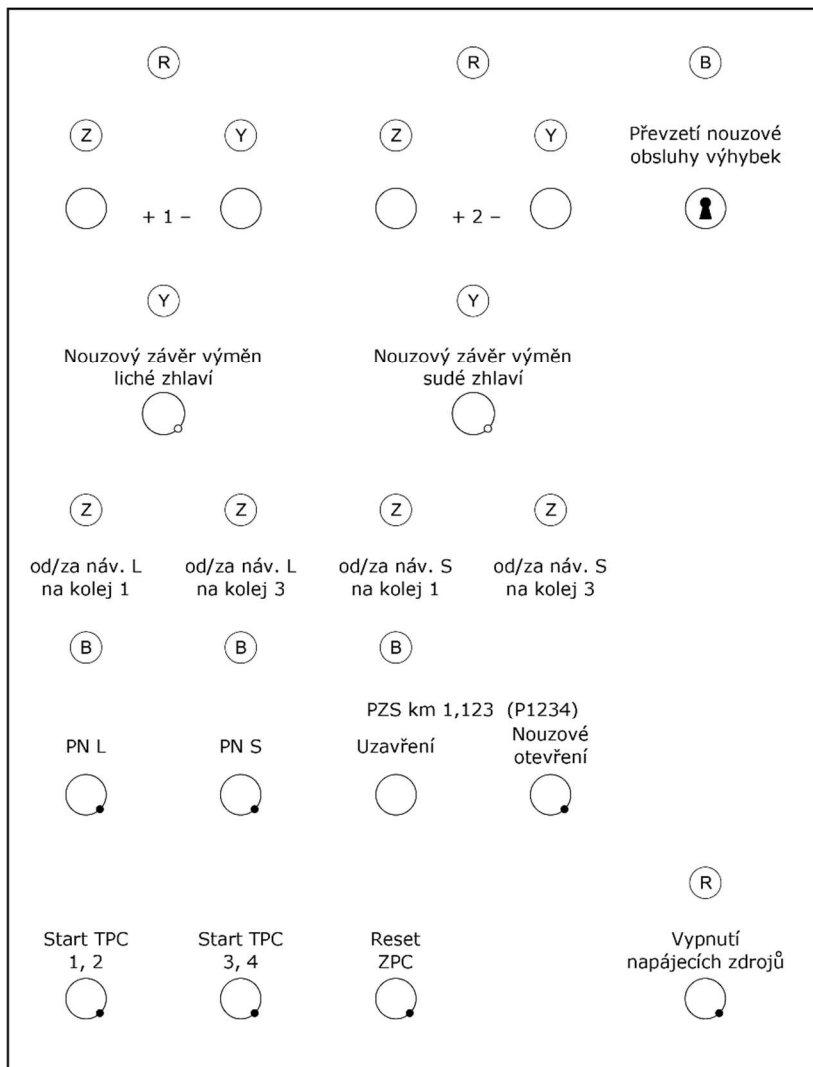 R R B
Z Y Z Y Převzetí nouzové
obsluhy výhybek
+ 1 – + 2 –
Y Y
Nouzový závěr výměn Nouzový závěr výměn
liché zhlaví sudé zhlaví
Z Z Z Z
od/za náv. L od/za náv. L od/za náv. S od/za náv. S
na kolej 1 na kolej 3 na kolej 1 na kolej 3
B B B
PZS km 1,123 (P1234)
PN L PN S Uzavření Nouzové
otevření
R
Start TPC Start TPC Reset Vypnutí
1, 2 3, 4 ZPC napájecích zdrojů